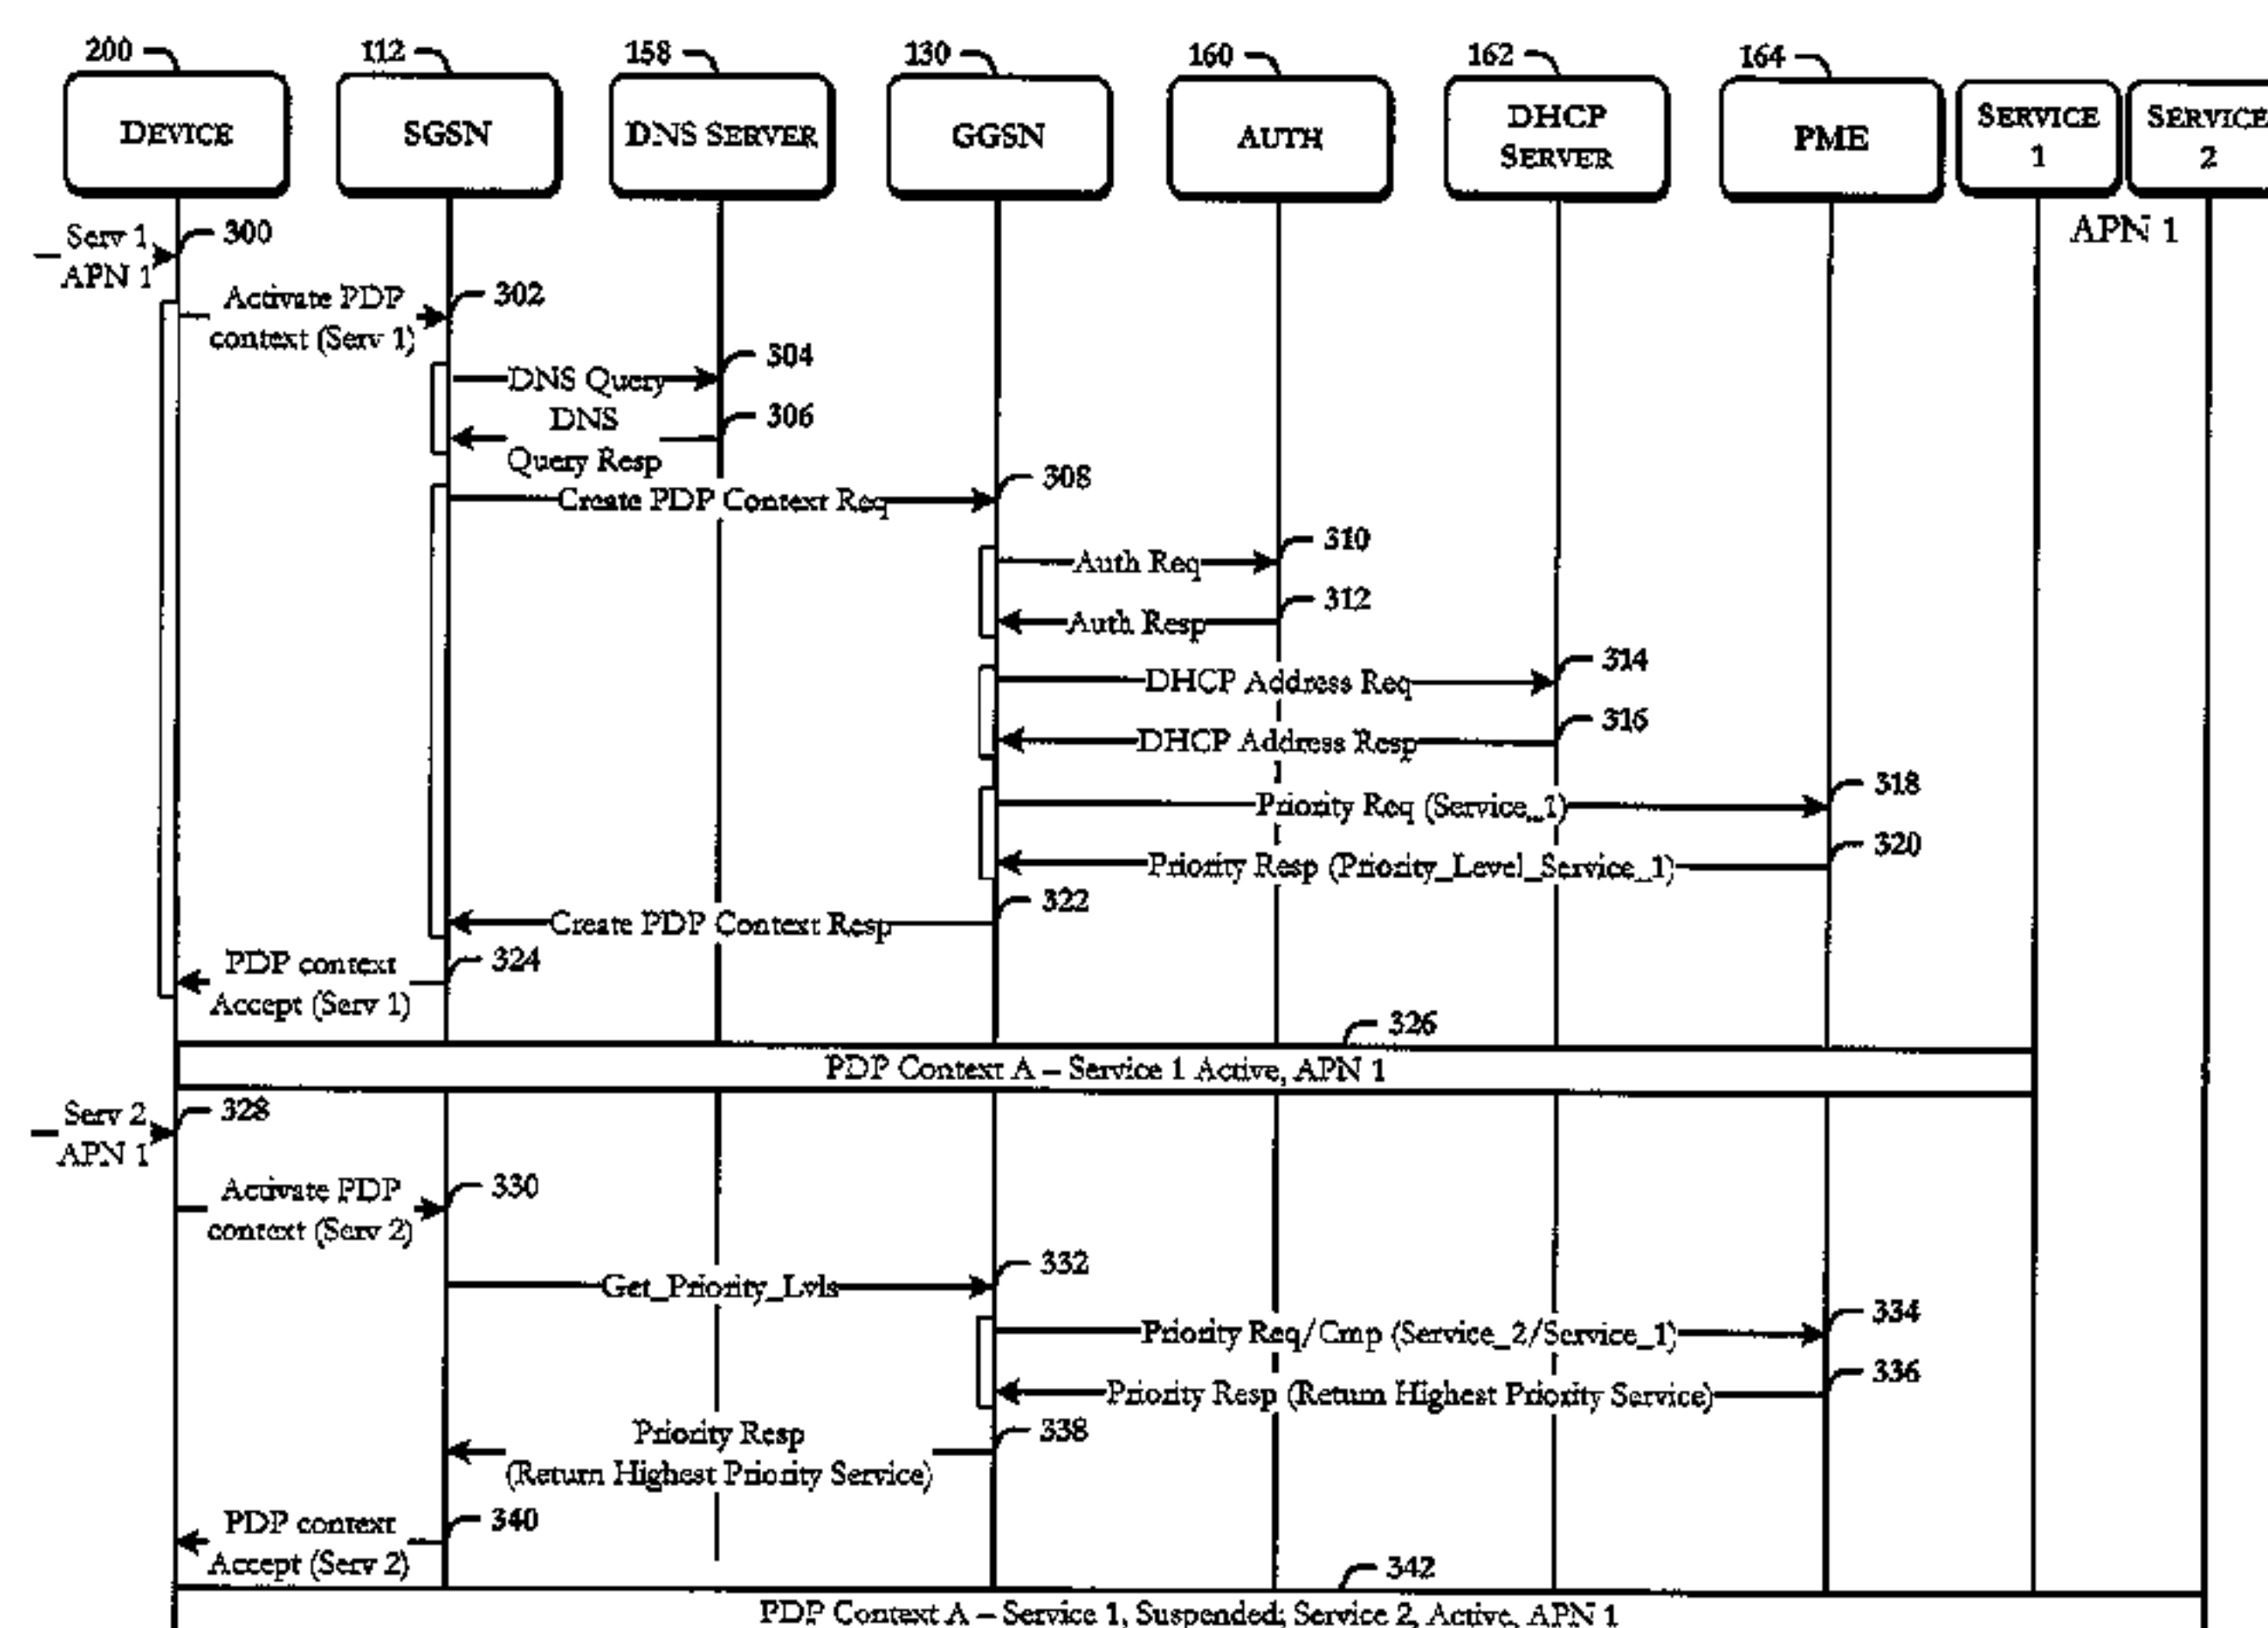 200 112 158 130 160 162 164
DEVICE SGSN DNS SERVER GGSN AUTH DHCP SERVER PME SERVICE 1 SERVICE 2
APN 1
Serv 1
APN 1
300
Activate PDP
context (Serv 1)
302
DNS Query
304
DNS
Query Resp
306
Create PDP Context Req
308
Auth Req
310
Auth Resp
312
DHCP Address Req
314
DHCP Address Resp
316
Priority Req (Service_1)
318
Priority Resp (Priority_Level_Service_1)
320
Create PDP Context Resp
322
PDP context
Accept (Serv 1)
324
326
PDP Context A – Service 1 Active, APN 1
Serv 2
APN 1
328
Activate PDP
context (Serv 2)
330
Get_Priority_Lvls
332
Priority Req/Cmp (Service_2/Service_1)
334
Priority Resp (Return Highest Priority Service)
336
Priority Resp
(Return Highest Priority Service)
338
PDP context
Accept (Serv 2)
340
342
PDP Context A – Service 1, Suspended; Service 2, Active, APN 1